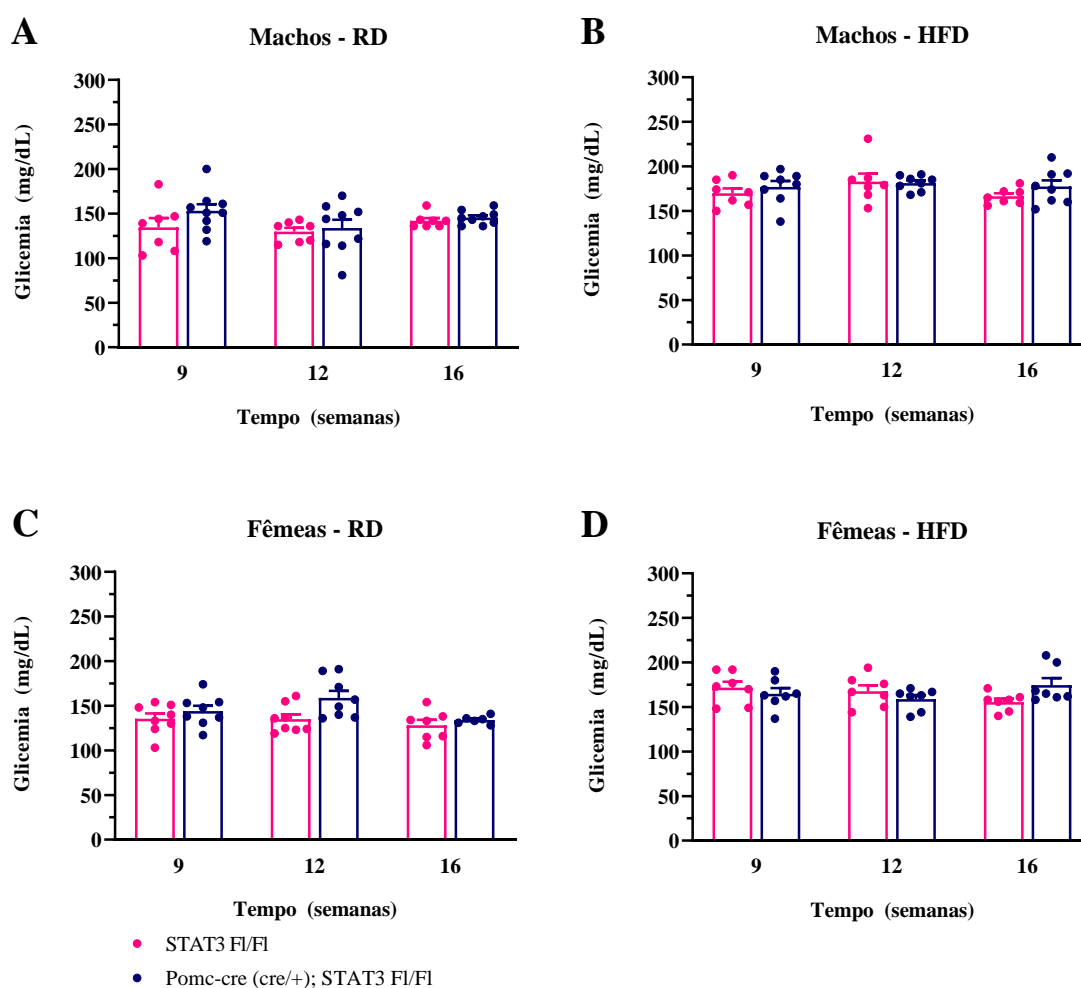 A
Machos - RD
Glicemia (mg/dL)
300
250
200
150
100
50
0
9 12 16
Tempo (semanas)
B
Machos - HFD
Glicemia (mg/dL)
300
250
200
150
100
50
0
9 12 16
Tempo (semanas)
C
Fêmeas - RD
Glicemia (mg/dL)
300
250
200
150
100
50
0
9 12 16
Tempo (semanas)
D
Fêmeas - HFD
Glicemia (mg/dL)
300
250
200
150
100
50
0
9 12 16
Tempo (semanas)
STAT3 Fl/Fl
Pomc-cre (cre/+); STAT3 Fl/Fl